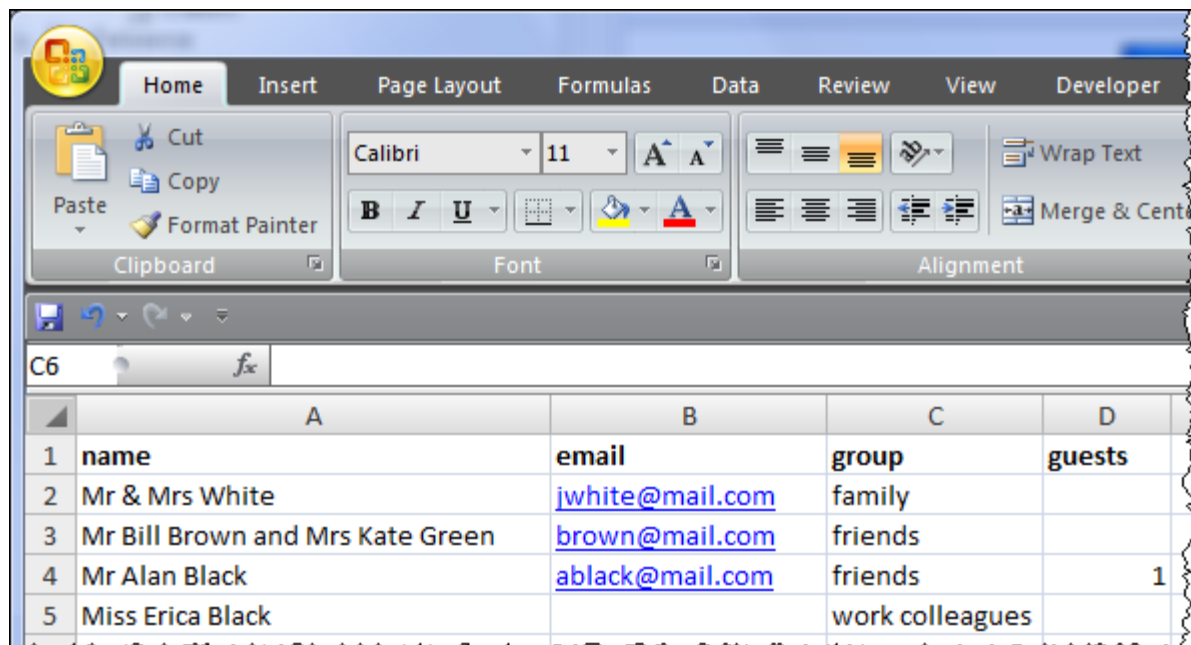 Home Insert Page Layout Formulas Data Review View Developer
Cut
Calibri 11 A A Wrap Text
Copy
Paste
B I U A Merge &
Format Painter
Clipboard Font Alignment
C6 fx
A B C D
1 name email group guests
2 Mr & Mrs White jwhite@mail.com family
3 Mr Bill Brown and Mrs Kate Green brown@mail.com friends
4 Mr Alan Black ablack@mail.com friends 1
5 Miss Erica Black work colleagues